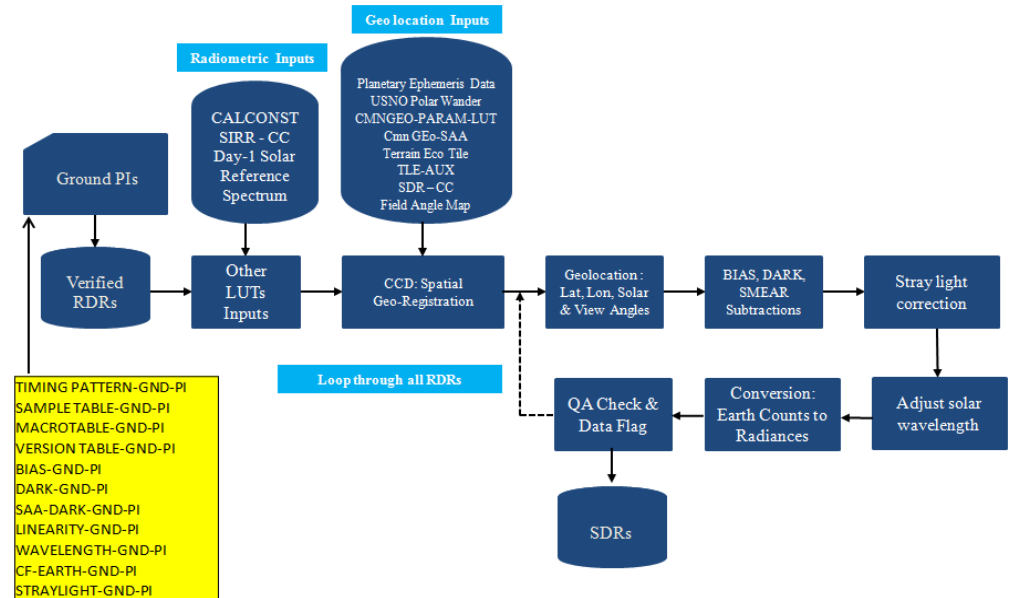 Geo location Inputs
Radiometric Inputs
Planetary Ephemeris Data
USNO Polar Wander
CMNGEO-PARAM-LUT
Cmn GEo-SAA
Terrain Eco Tile
TLE-AUX
SDR – CC
Field Angle Map
CALCONST
SIRR - CC
Day-1 Solar
Reference
Spectrum
Ground PIs
Verified
RDRs
Other
LUTs
Inputs
CCD: Spatial
Geo-Registration
Geolocation :
Lat, Lon, Solar
& View Angles
BIAS, DARK,
SMEAR
Subtractions
Stray light
correction
Loop through all RDRs
QA Check &
Data Flag
Conversion:
Earth Counts to
Radiances
Adjust solar
wavelength
SDRs
TIMING PATTERN-GND-PI
SAMPLE TABLE-GND-PI
MACROTABLE-GND-PI
VERSION TABLE-GND-PI
BIAS-GND-PI
DARK-GND-PI
SAA-DARK-GND-PI
LINEARITY-GND-PI
WAVELENGTH-GND-PI
CF-EARTH-GND-PI
STRAYLIGHT-GND-PI